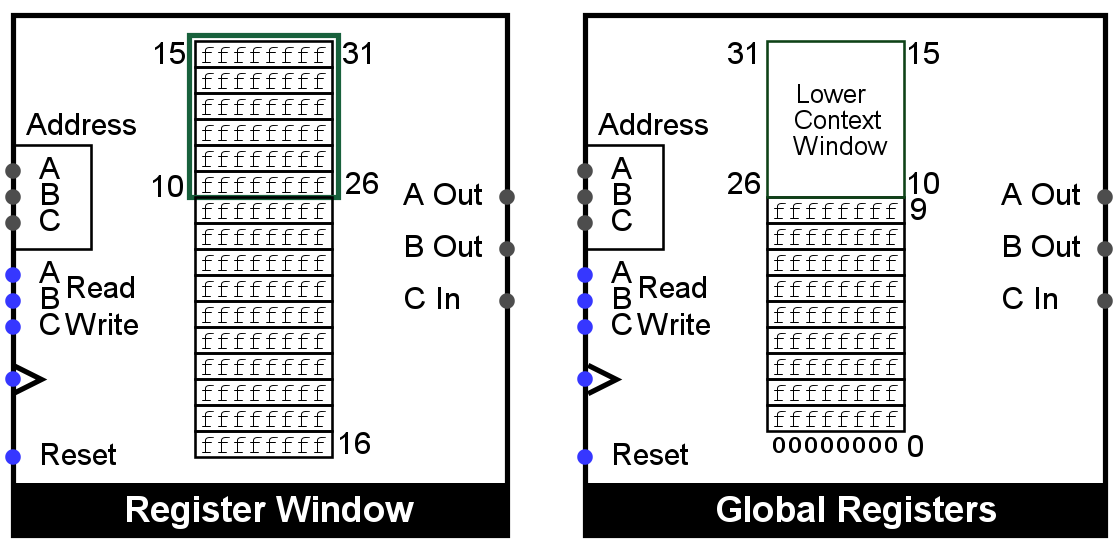 15 ffffffff 31
ffffffff
ffffffff
ffffffff
ffffffff
10 ffffffff 26
ffffffff
ffffffff
ffffffff
ffffffff
ffffffff
ffffffff
ffffffff
ffffffff
ffffffff
ffffffff 16
Address
A
B
C
A
B Read
C Write
Reset
A Out
B Out
C In
Register Window
31 15
Lower
Context
Window
26 10
ffffffff 9
ffffffff
ffffffff
ffffffff
ffffffff
ffffffff
ffffffff
ffffffff
ffffffff
00000000 0
Address
A
B
C
A
B Read
C Write
Reset
A Out
B Out
C In
Global Registers